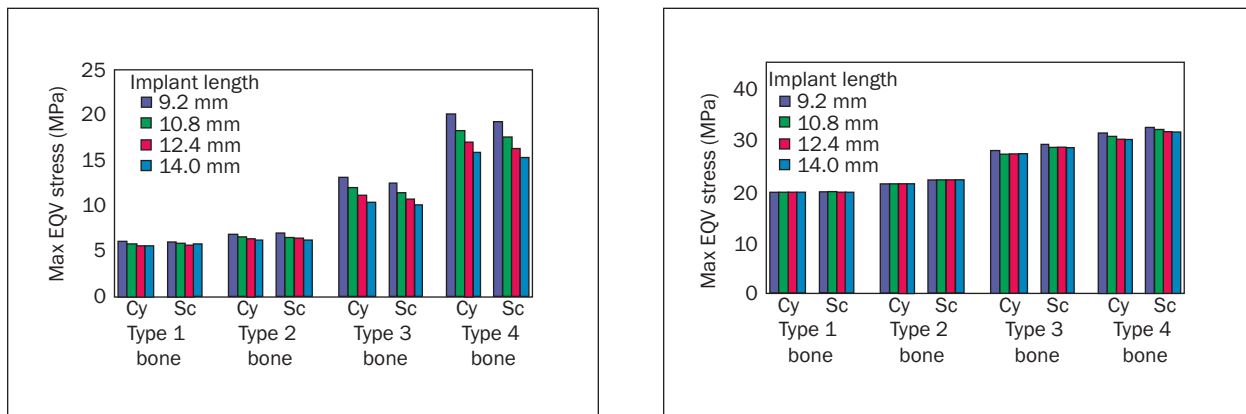 Max EQV stress (MPa)
25
20
15
10
5
0
Implant length
9.2 mm
10.8 mm
12.4 mm
14.0 mm
Cy Sc Cy Sc Cy Sc Cy Sc
Type 1 Type 2 Type 3 Type 4
bone bone bone bone
Max EQV stress (MPa)
40
30
20
10
0
Implant length
9.2 mm
10.8 mm
12.4 mm
14.0 mm
Cy Sc Cy Sc Cy Sc Cy Sc
Type 1 Type 2 Type 3 Type 4
bone bone bone bone